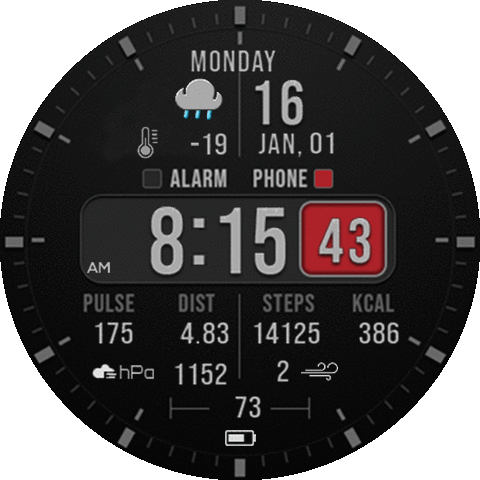 MONDAY
16
-19 JAN, 01
ALARM PHONE
AM 8:15 43
PULSE DIST STEPS KCAL
175 4.83 14125 386
hPa 1152 2
73